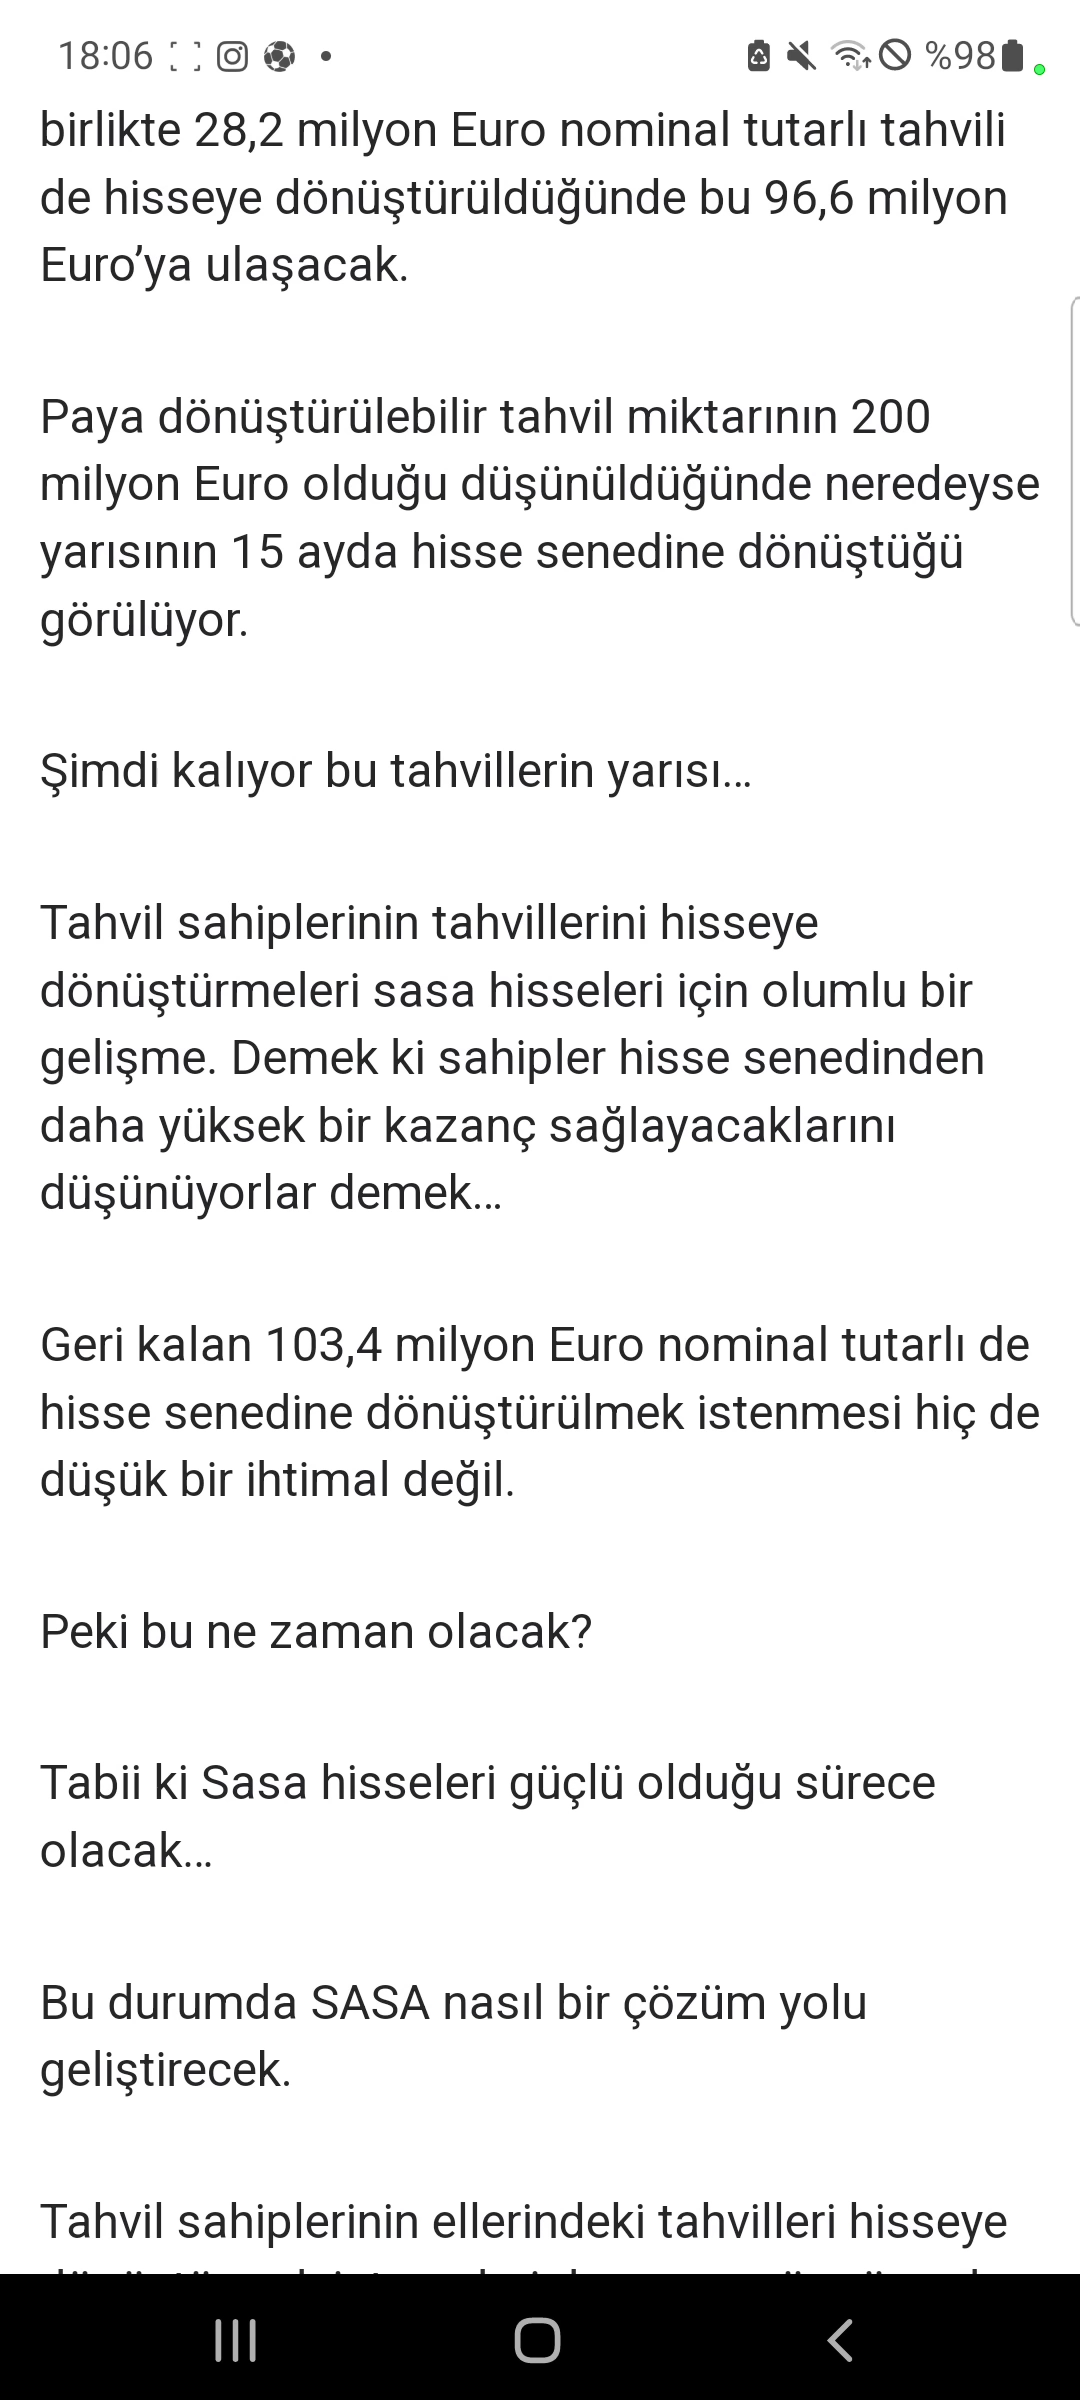 18:06
%98
birlikte 28,2 milyon Euro nominal tutarlı tahvili
de hisseye dönüştürüldüğünde bu 96,6 milyon
Euro’ya ulaşacak.
Paya dönüştürülebilir tahvil miktarının 200
milyon Euro olduğu düşünüldüğünde neredeyse
yarısının 15 ayda hisse senedine dönüştüğü
görülüyor.
Şimdi kalıyor bu tahvillerin yarısı…
Tahvil sahiplerinin tahvillerini hisseye
dönüştürmeleri sasa hisseleri için olumlu bir
gelişme. Demek ki sahipler hisse senedinden
daha yüksek bir kazanç sağlayacaklarını
düşünüyorlar demek…
Geri kalan 103,4 milyon Euro nominal tutarlı de
hisse senedine dönüştürülmek istenmesi hiç de
düşük bir ihtimal değil.
Peki bu ne zaman olacak?
Tabii ki Sasa hisseleri güçlü olduğu sürece
olacak…
Bu durumda SASA nasıl bir çözüm yolu
geliştirecek.
Tahvil sahiplerinin ellerindeki tahvilleri hisseye